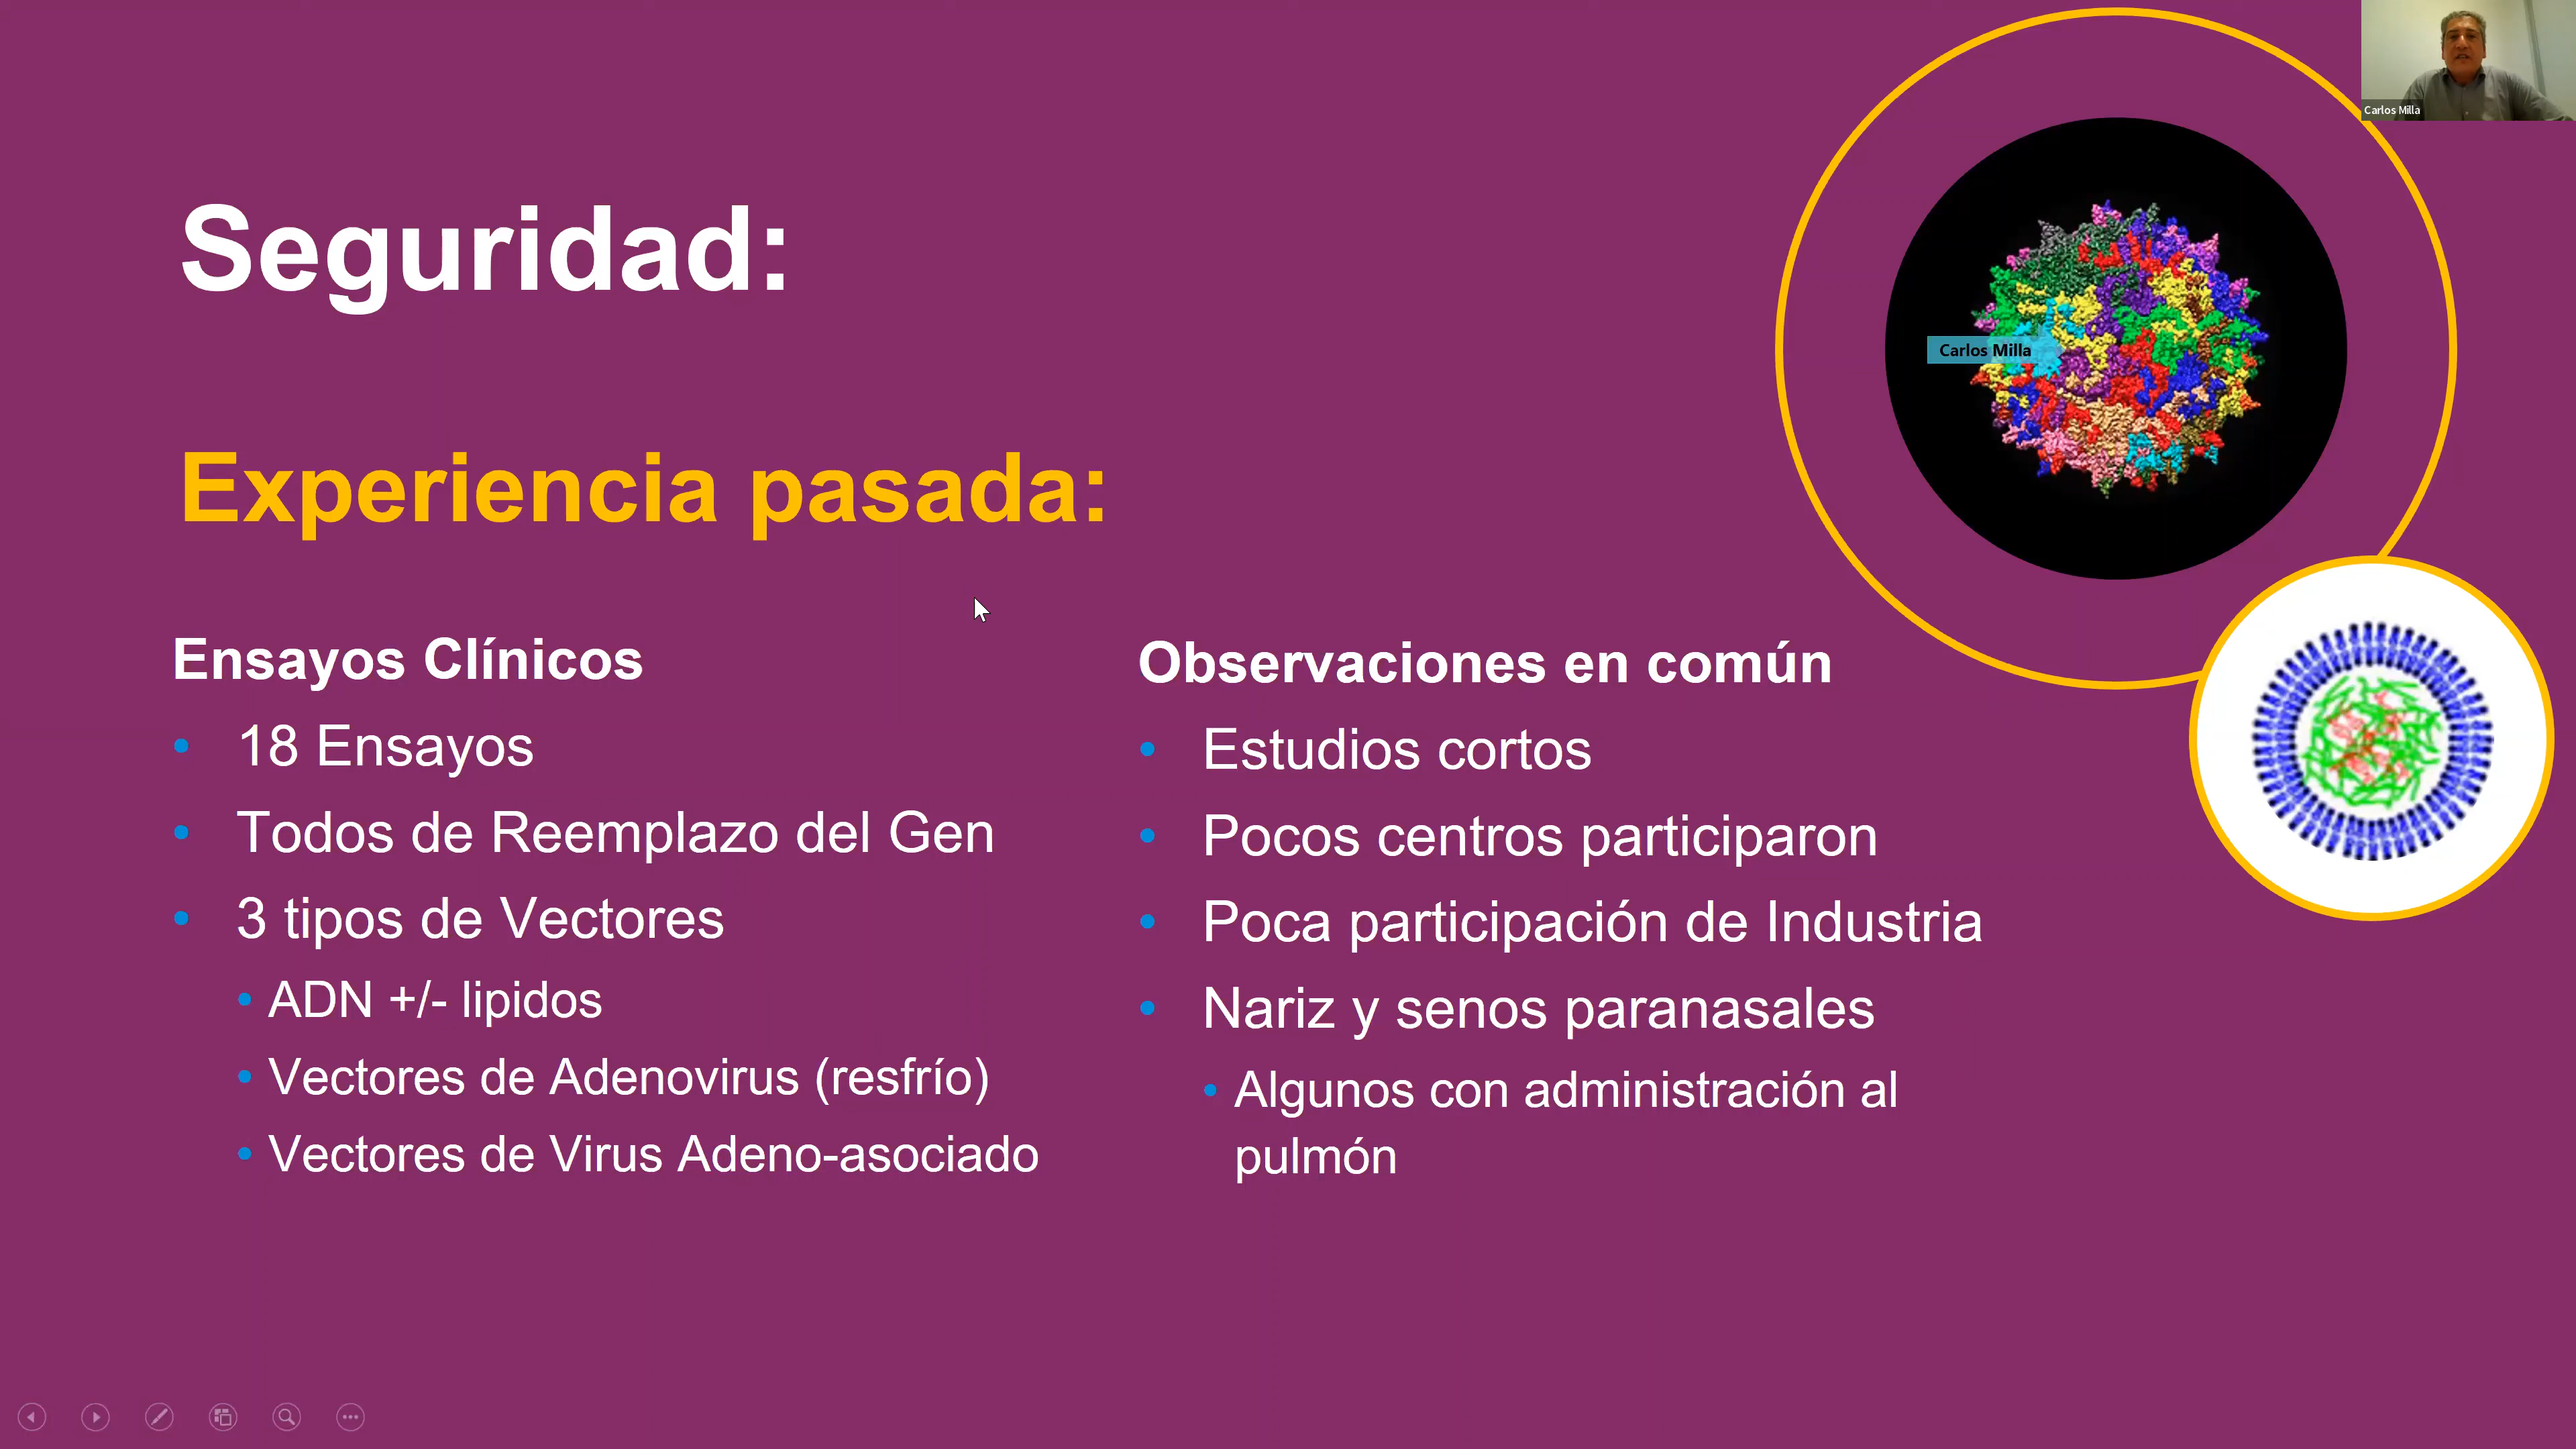 Seguridad:
Experiencia pasada:
Ensayos Clínicos
• 18 Ensayos
• Todos de Reemplazo del Gen
• 3 tipos de Vectores
• ADN +/- lipidos
• Vectores de Adenovirus (resfrío)
• Vectores de Virus Adeno-asociado
Observaciones en común
• Estudios cortos
• Pocos centros participaron
• Poca participación de Industria
• Nariz y senos paranasales
• Algunos con administración al
pulmón
Carlos Milla
Carlos Milla